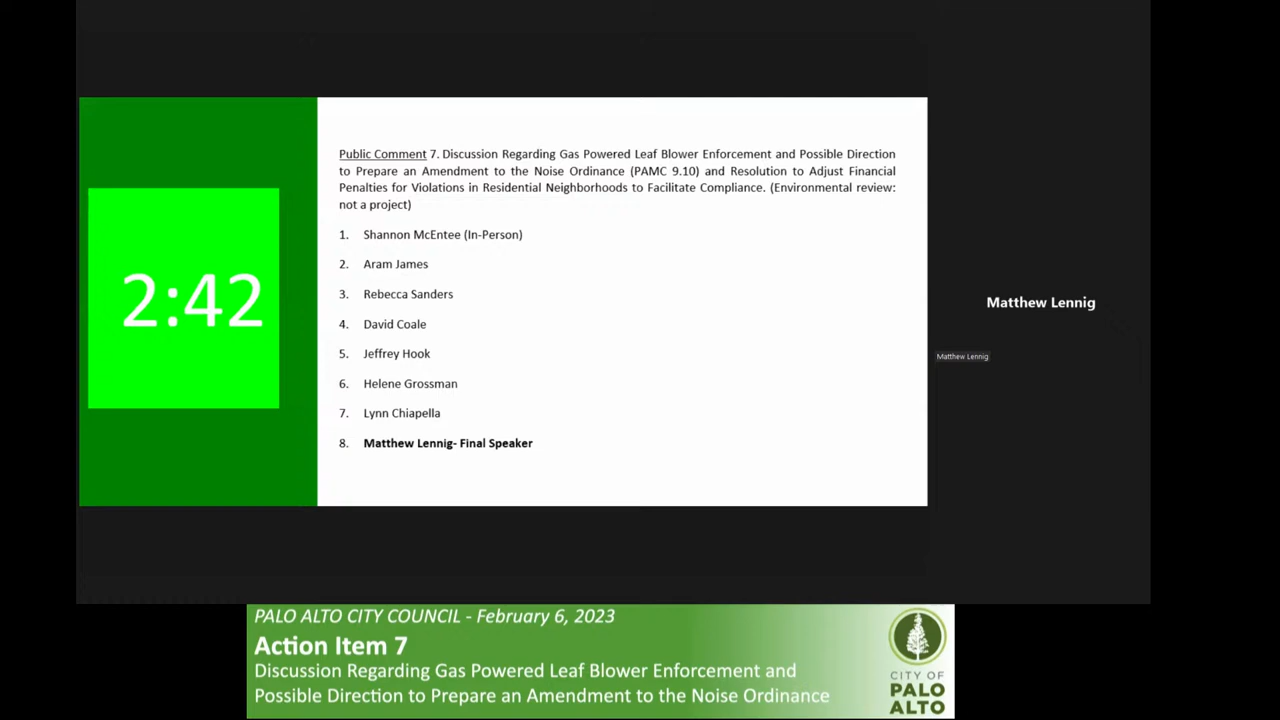 Public Comment 7. Discussion Regarding Gas Powered Leaf Blower Enforcement and Possible Direction
to Prepare an Amendment to the Noise Ordinance (PAMC 9.10) and Resolution to Adjust Financial
Penalties for Violations in Residential Neighborhoods to Facilitate Compliance. (Environmental review:
not a project)
1. Shannon McEntee (In-Person)
2. Aram James
3. Rebecca Sanders
4. David Coale
5. Jeffrey Hook
6. Helene Grossman
7. Lynn Chiapella
8. Matthew Lennig- Final Speaker
2:42
Matthew Lennig
Matthew Lennig
PALO ALTO CITY COUNCIL - February 6, 2023
Action Item 7
Discussion Regarding Gas Powered Leaf Blower Enforcement and
Possible Direction to Prepare an Amendment to the Noise Ordinance
CITY OF
PALO
ALTO